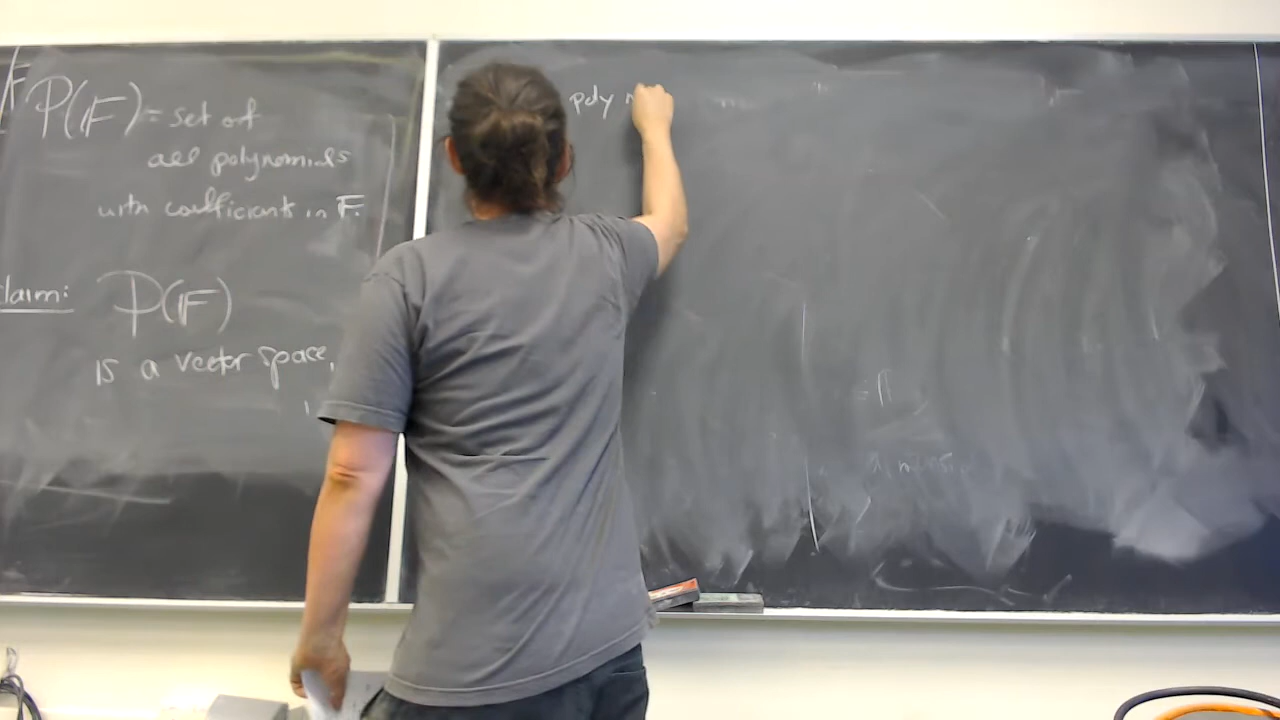 P(F) = set of
all polynomials
with coefficients in F.
Claim: P(F)
is a vector space,
poly